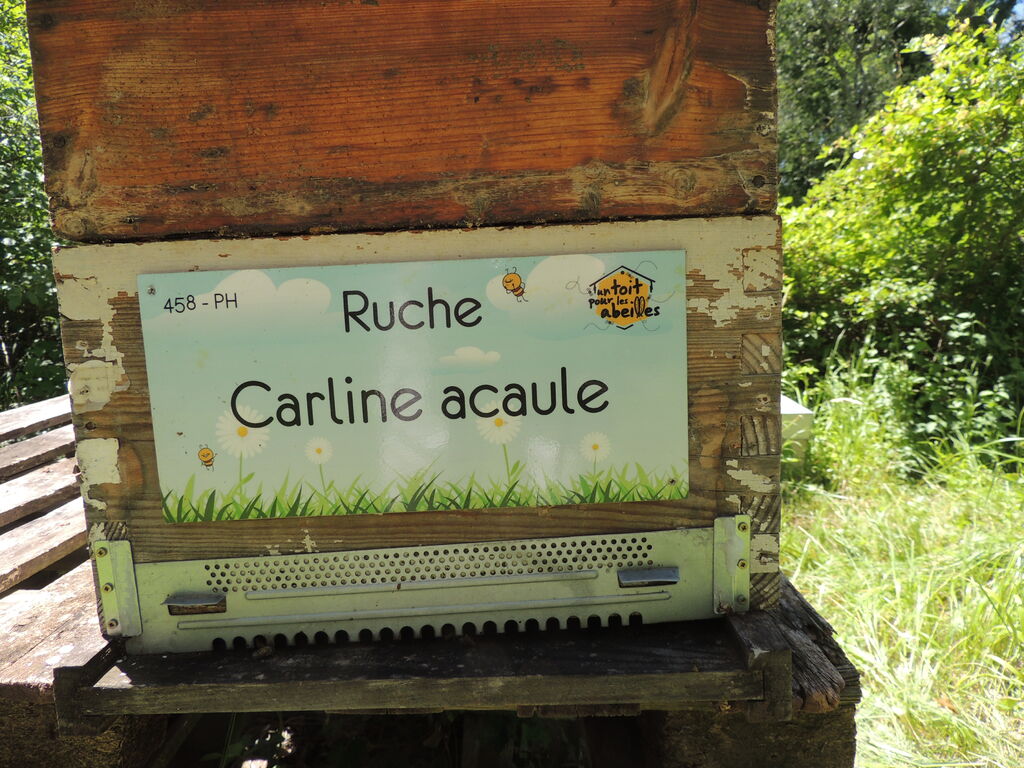 458 - PH
Ruche
un toit
pour les
abeilles
Carline acaule